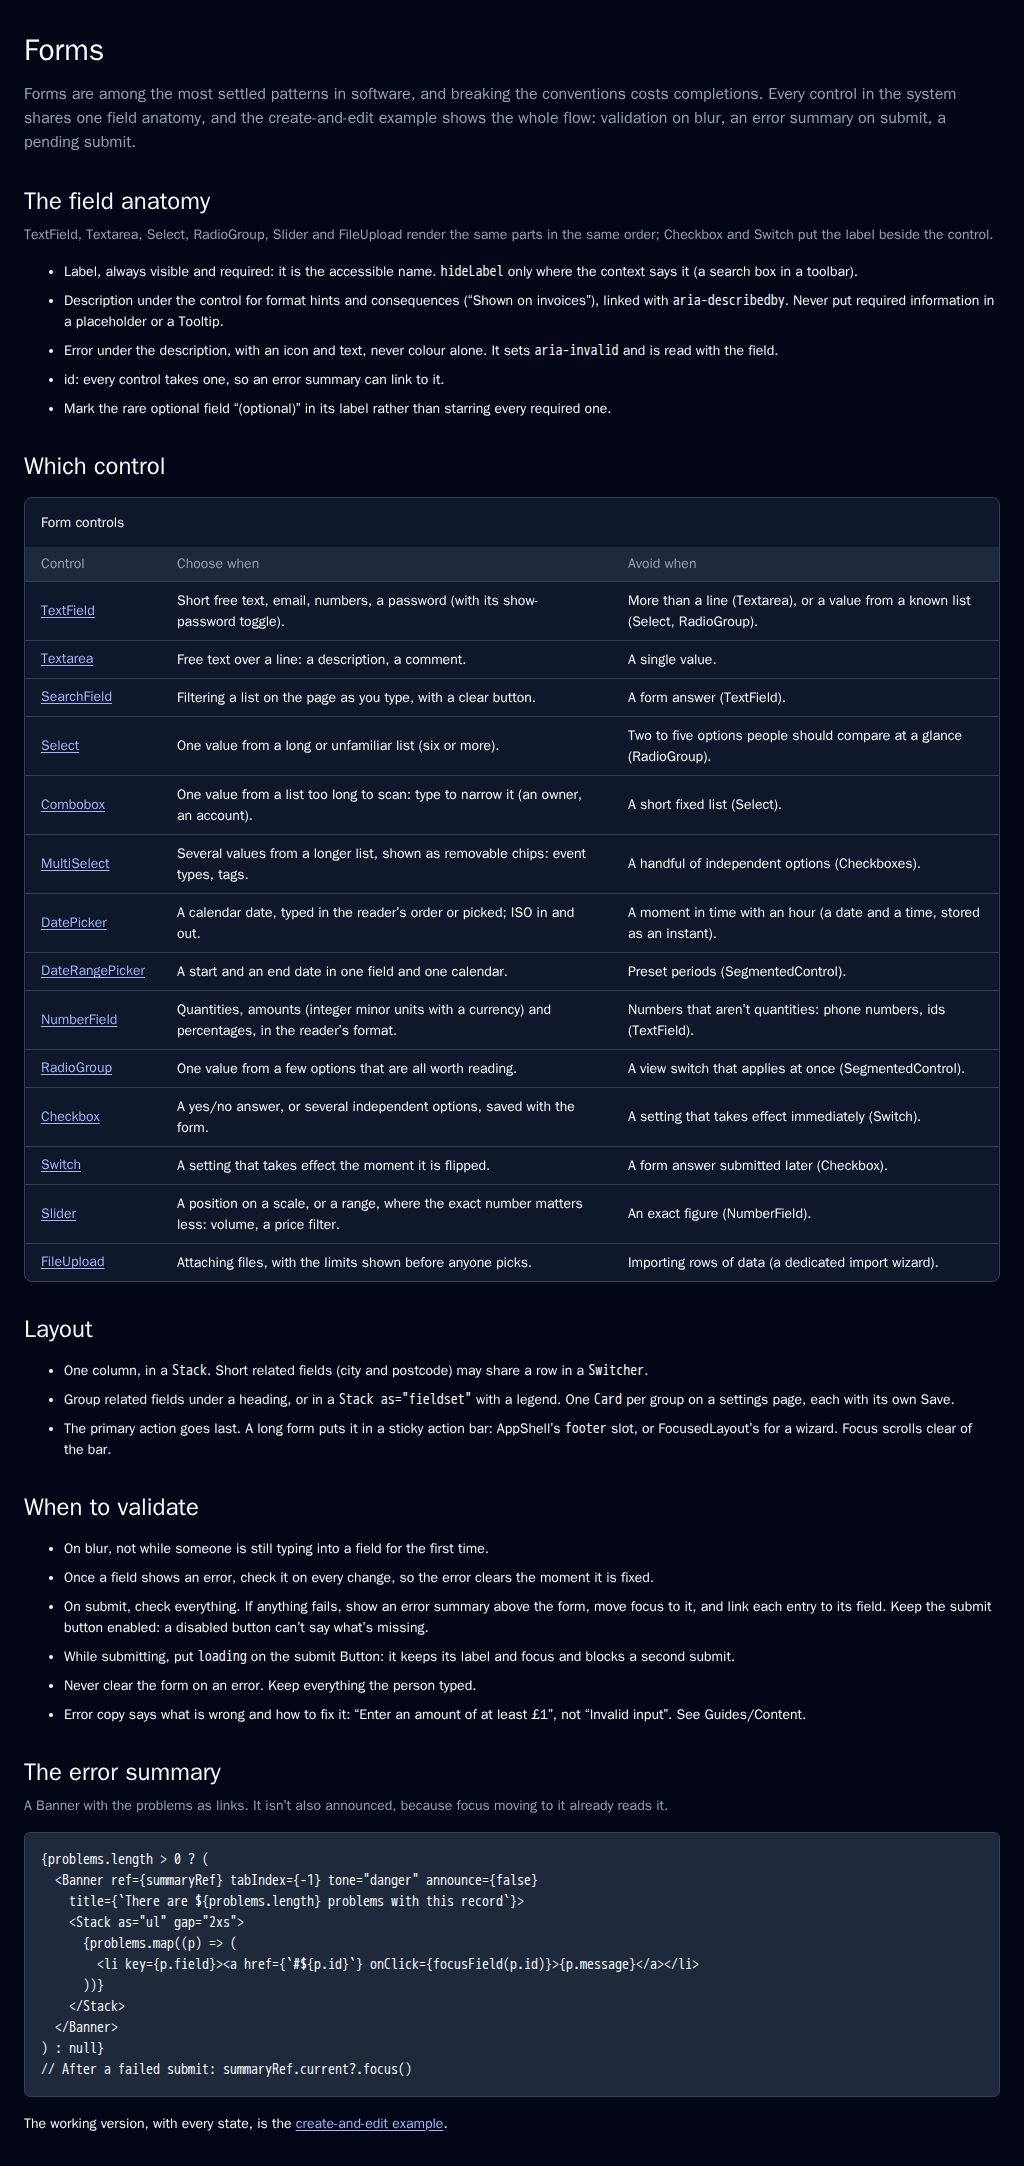 Forms
Forms are among the most settled patterns in software, and breaking the conventions costs completions. Every control in the system
shares one field anatomy, and the create-and-edit example shows the whole flow: validation on blur, an error summary on submit, a
pending submit.
The field anatomy
TextField, Textarea, Select, RadioGroup, Slider and FileUpload render the same parts in the same order; Checkbox and Switch put the label beside the control.
• Label, always visible and required: it is the accessible name. hideLabel only where the context says it (a search box in a toolbar).
• Description under the control for format hints and consequences (“Shown on invoices”), linked with aria-describedby. Never put required information in
a placeholder or a Tooltip.
• Error under the description, with an icon and text, never colour alone. It sets aria-invalid and is read with the field.
• id: every control takes one, so an error summary can link to it.
• Mark the rare optional field “(optional)” in its label rather than starring every required one.
Which control
Form controls
Control Choose when Avoid when
TextField Short free text, email, numbers, a password (with its show-
password toggle). More than a line (Textarea), or a value from a known list
(Select, RadioGroup).
Textarea Free text over a line: a description, a comment. A single value.
SearchField Filtering a list on the page as you type, with a clear button. A form answer (TextField).
Select One value from a long or unfamiliar list (six or more). Two to five options people should compare at a glance
(RadioGroup).
Combobox One value from a list too long to scan: type to narrow it (an owner,
an account). A short fixed list (Select).
MultiSelect Several values from a longer list, shown as removable chips: event
types, tags. A handful of independent options (Checkboxes).
DatePicker A calendar date, typed in the reader’s order or picked; ISO in and
out. A moment in time with an hour (a date and a time, stored
as an instant).
DateRangePicker A start and an end date in one field and one calendar. Preset periods (SegmentedControl).
NumberField Quantities, amounts (integer minor units with a currency) and
percentages, in the reader’s format. Numbers that aren’t quantities: phone numbers, ids
(TextField).
RadioGroup One value from a few options that are all worth reading. A view switch that applies at once (SegmentedControl).
Checkbox A yes/no answer, or several independent options, saved with the
form. A setting that takes effect immediately (Switch).
Switch A setting that takes effect the moment it is flipped. A form answer submitted later (Checkbox).
Slider A position on a scale, or a range, where the exact number matters
less: volume, a price filter. An exact figure (NumberField).
FileUpload Attaching files, with the limits shown before anyone picks. Importing rows of data (a dedicated import wizard).
Layout
• One column, in a Stack. Short related fields (city and postcode) may share a row in a Switcher.
• Group related fields under a heading, or in a Stack as="fieldset" with a legend. One Card per group on a settings page, each with its own Save.
• The primary action goes last. A long form puts it in a sticky action bar: AppShell’s footer slot, or FocusedLayout’s for a wizard. Focus scrolls clear of
the bar.
When to validate
• On blur, not while someone is still typing into a field for the first time.
• Once a field shows an error, check it on every change, so the error clears the moment it is fixed.
• On submit, check everything. If anything fails, show an error summary above the form, move focus to it, and link each entry to its field. Keep the submit
button enabled: a disabled button can’t say what’s missing.
• While submitting, put loading on the submit Button: it keeps its label and focus and blocks a second submit.
• Never clear the form on an error. Keep everything the person typed.
• Error copy says what is wrong and how to fix it: “Enter an amount of at least £1”, not “Invalid input”. See Guides/Content.
The error summary
A Banner with the problems as links. It isn’t also announced, because focus moving to it already reads it.
{problems.length > 0 ? (
  <Banner ref={summaryRef} tabIndex={-1} tone="danger" announce={false}
    title={`There are ${problems.length} problems with this record`}>
    <Stack as="ul" gap="2xs">
      {problems.map((p) => (
        <li key={p.field}><a href={`#${p.id}`} onClick={focusField(p.id)}>{p.message}</a></li>
      ))}
    </Stack>
  </Banner>
) : null}
// After a failed submit: summaryRef.current?.focus()
The working version, with every state, is the create-and-edit example.